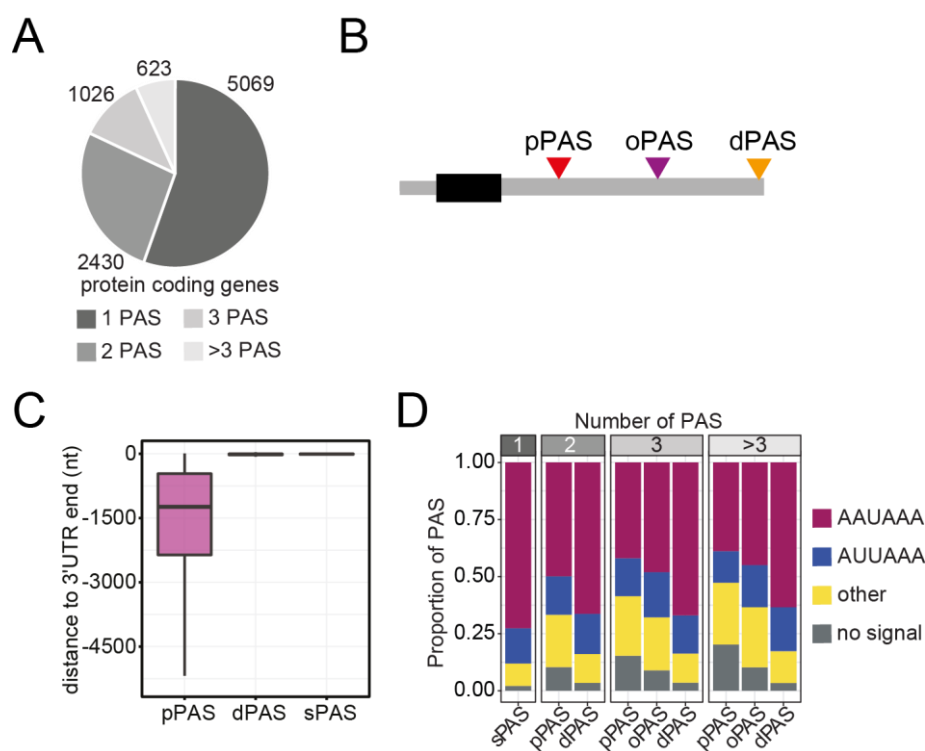 A
623
5069
1026
2430
protein coding genes
1 PAS
3 PAS
2 PAS
>3 PAS
B
pPAS
oPAS
dPAS
C
distance to 3'UTR end (nt)
0
-1500
-3000
-4500
pPAS
dPAS
sPAS
D
Number of PAS
1
2
3
>3
Proportion of PAS
1.00
0.75
0.50
0.25
0.00
sPAS
pPAS
dPAS
pPAS
oPAS
dPAS
pPAS
oPAS
dPAS
AAUAAA
AUUAAA
other
no signal